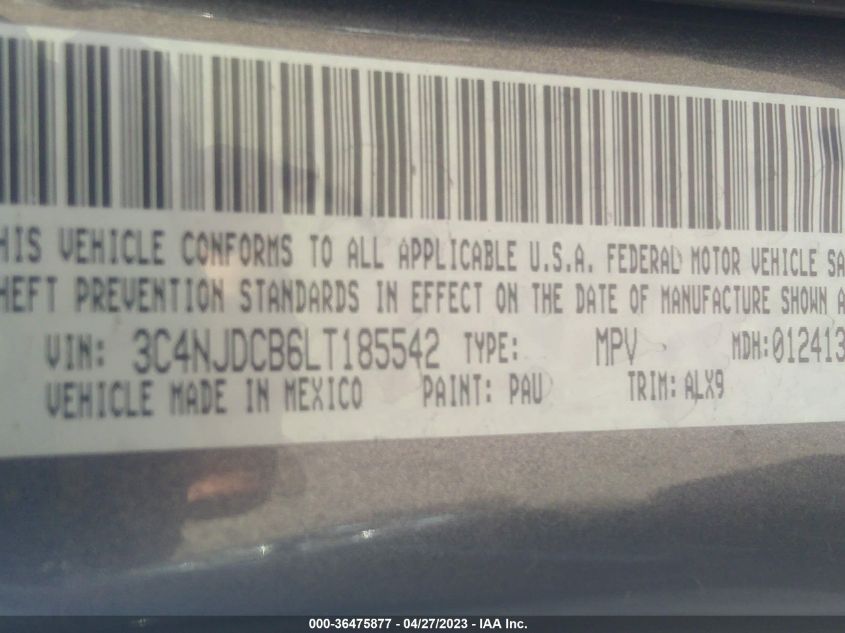 HIS VEHICLE CONFORMS TO ALL APPLICABLE U.S.A. FEDERAL MOTOR VEHICLE SA
HEFT PREVENTION STANDARDS IN EFFECT ON THE DATE OF MANUFACTURE SHOWN A
VIN: 3C4NJDCB6LT185542 TYPE: MPV MDH:012413
VEHICLE MADE IN MEXICO PAINT: PAU TRIM: ALX9
000-36475877 - 04/27/2023 - IAA Inc.